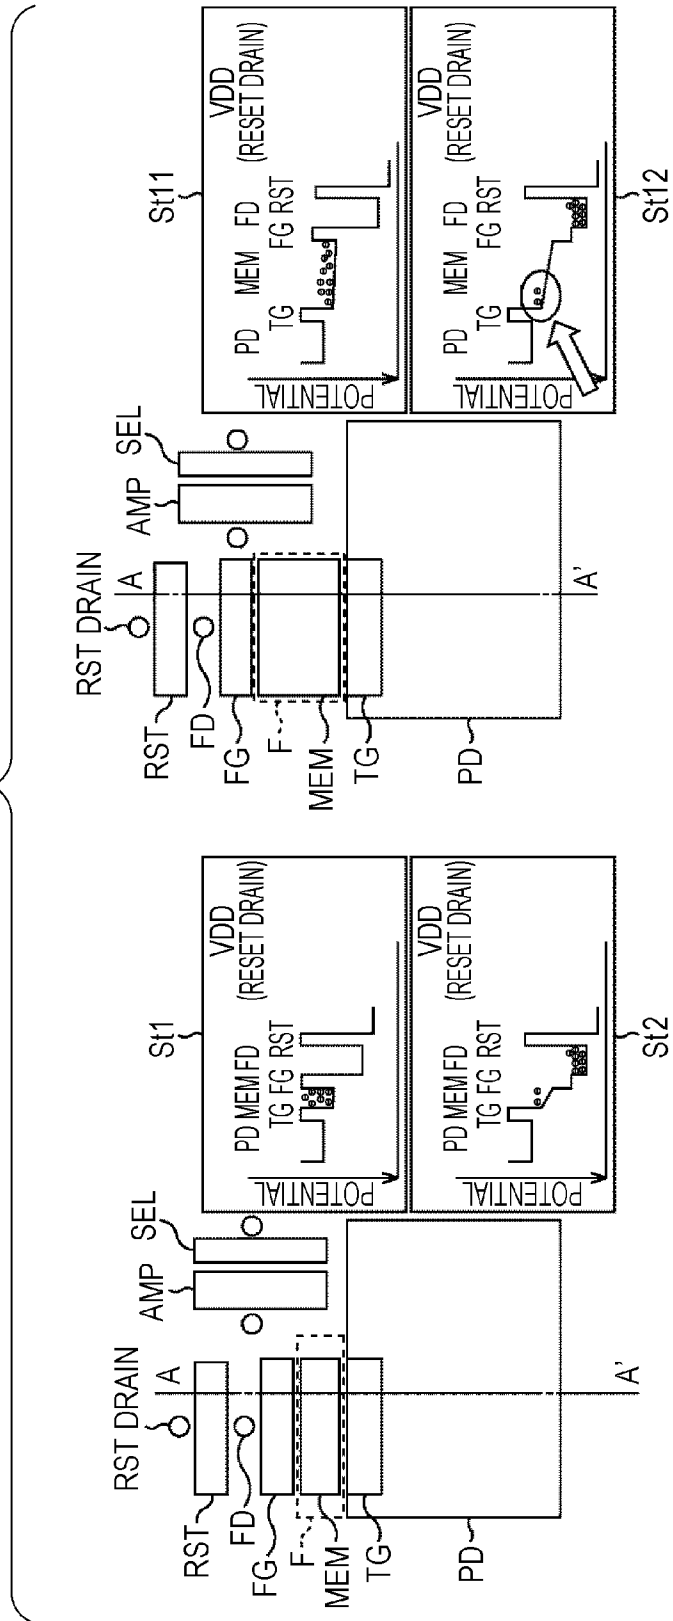 RST DRAIN
A
RST
FD
FG
F
MEM
TG
PD
AMP
SEL
A'
St1
PD MEM FD
TG FG RST
VDD
(RESET DRAIN)
POTENTIAL
St2
PD MEM FD
TG FG RST
VDD
(RESET DRAIN)
POTENTIAL
RST DRAIN
A
RST
FD
FG
F
MEM
TG
PD
AMP
SEL
A'
St11
PD MEM FD
TG FG RST
VDD
(RESET DRAIN)
POTENTIAL
St12
PD MEM FD
TG FG RST
VDD
(RESET DRAIN)
POTENTIAL